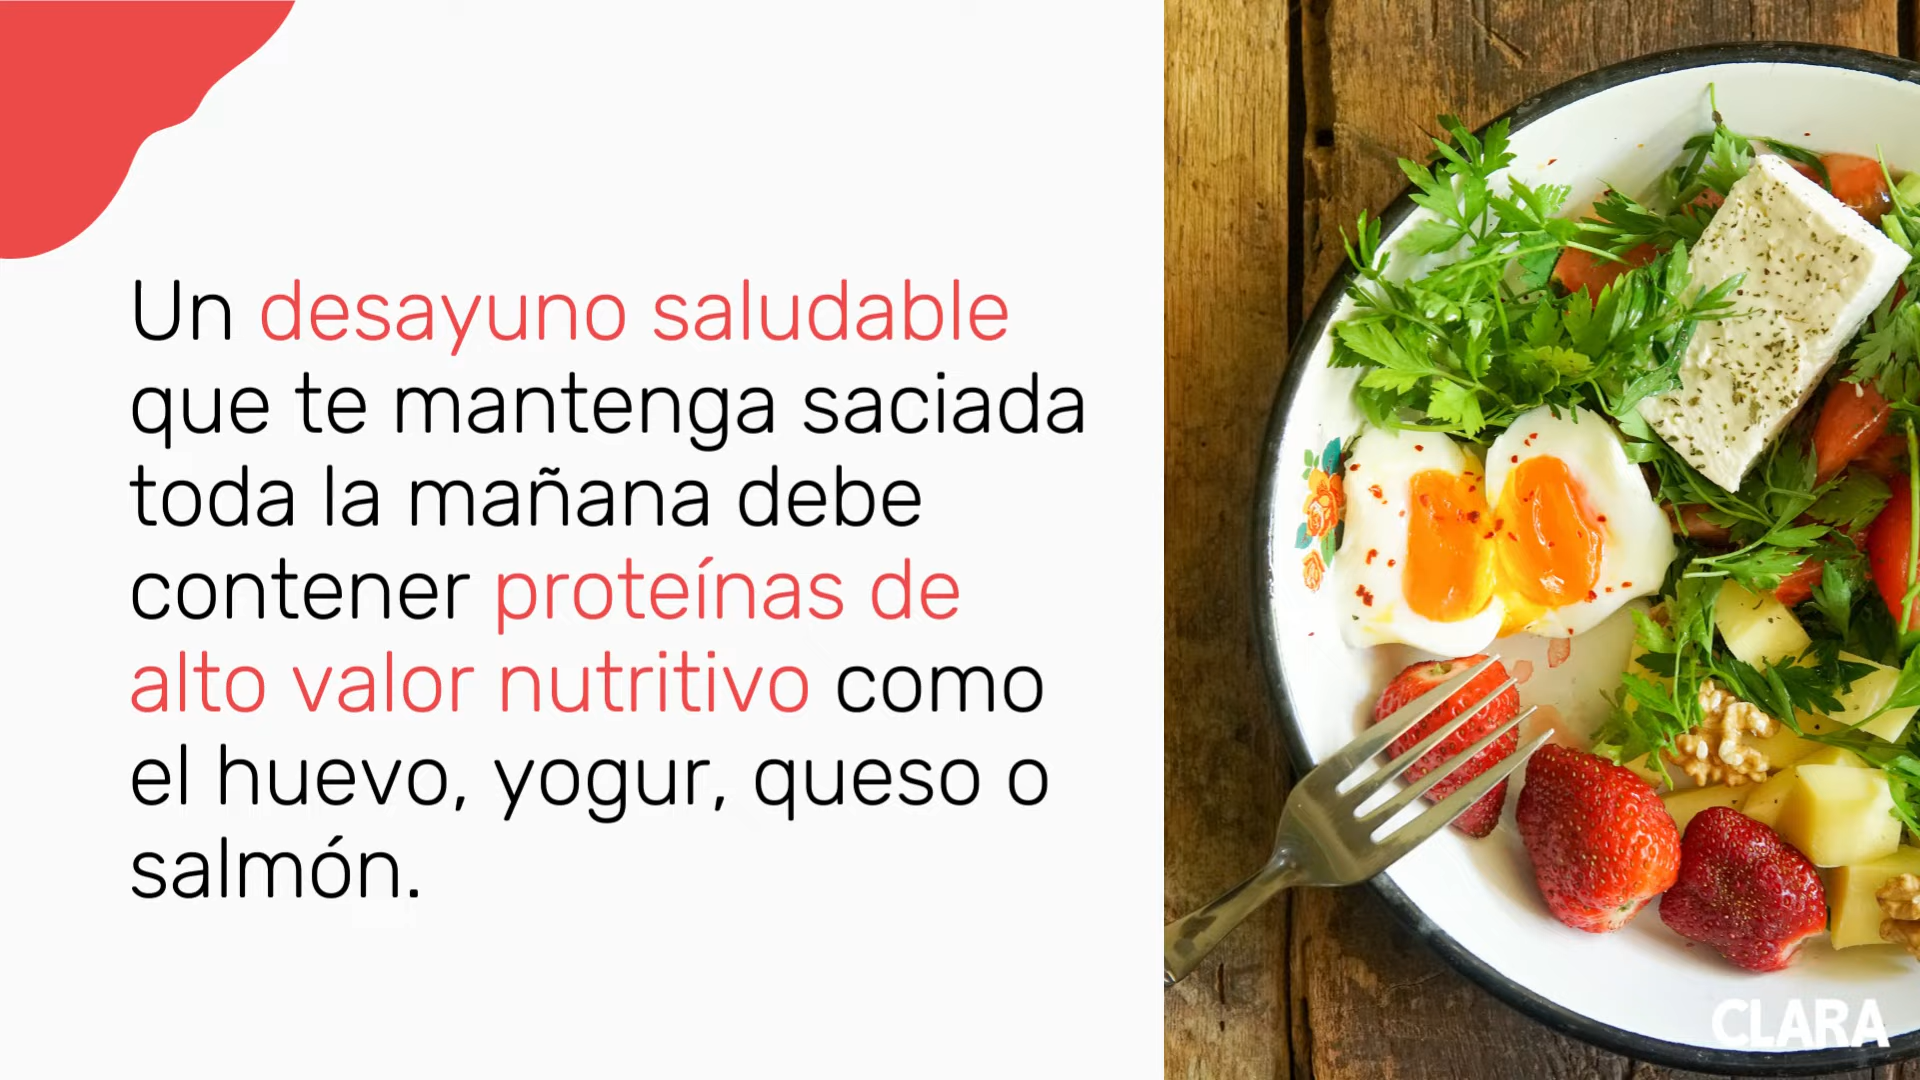 Un desayuno saludable
que te mantenga saciada
toda la mañana debe
contener proteínas de
alto valor nutritivo como
el huevo, yogur, queso o
salmón.
CLARA